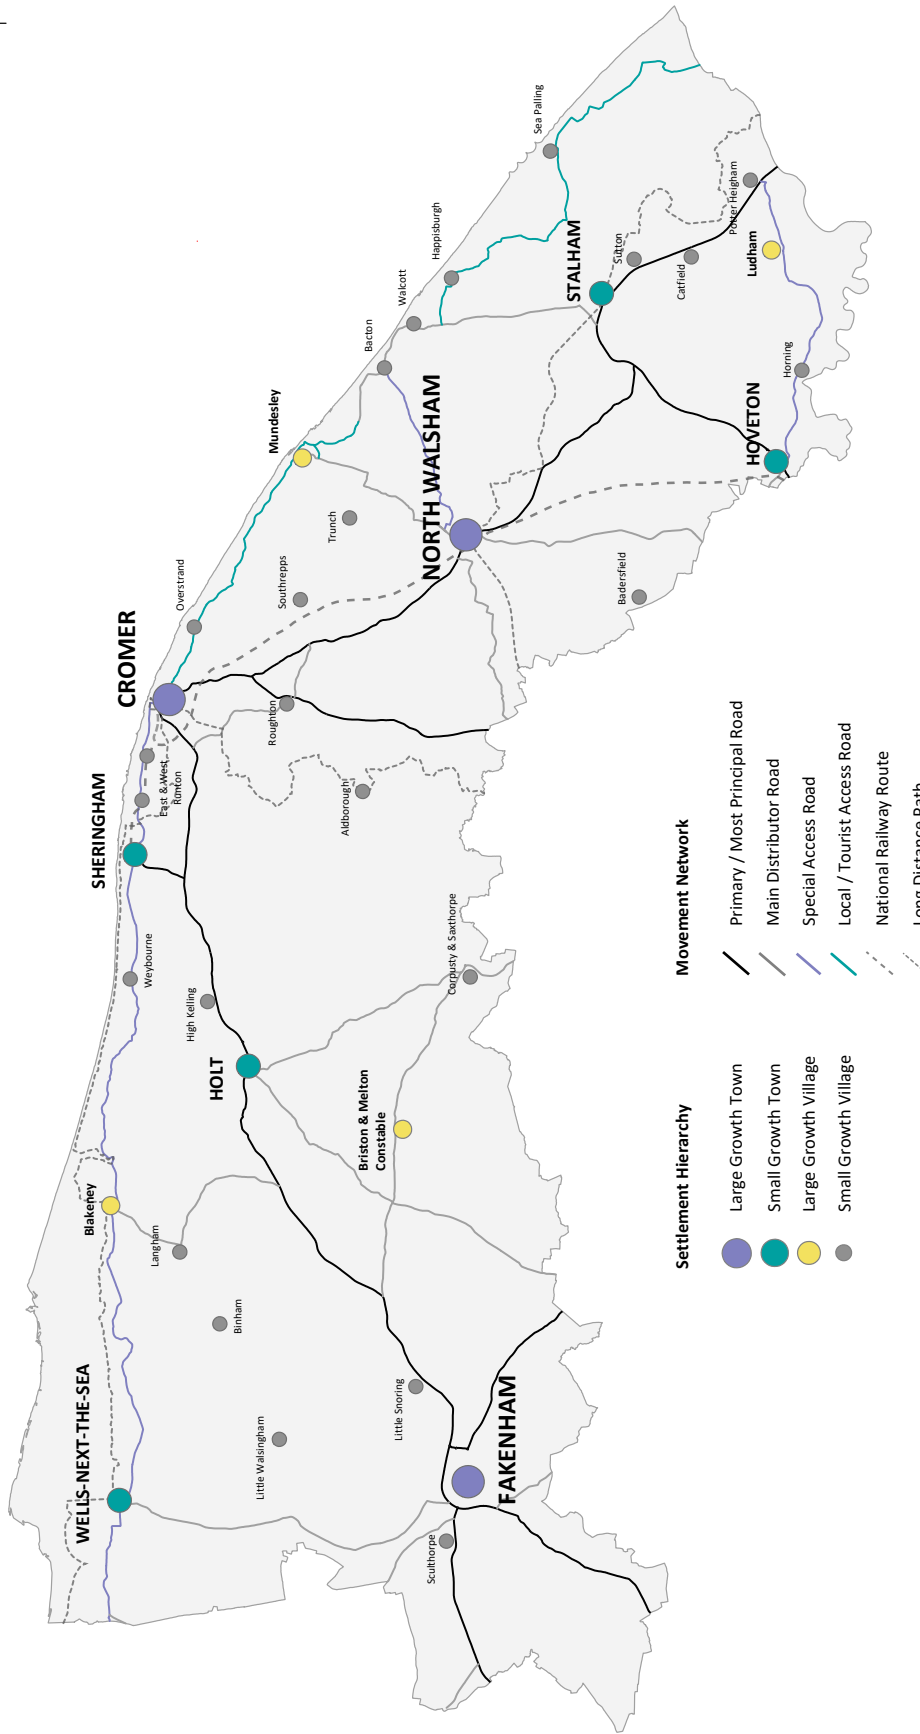 WELLS-NEXT-THE-SEA
Blakeney
Langham
Binham
Little Walsingham
Little Snoring
FAKENHAM
Sculthorpe
Weybourne
High Kelling
HOLT
Briston & Melton
Constable
Corpusty & Saxthorpe
SHERINGHAM
East & West
Runton
CROMER
Overstrand
Roughton
Aldborough
Southrepps
Trunch
Mundesley
NORTH WALSHAM
Bacton
Walcott
Happisburgh
Sea Palling
STALHAM
Sutton
Catfield
Potter Heigham
Ludham
Horning
HOVETON
Badersfield
Settlement Hierarchy
Large Growth Town
Small Growth Town
Large Growth Village
Small Growth Village
Movement Network
Primary / Most Principal Road
Main Distributor Road
Special Access Road
Local / Tourist Access Road
National Railway Route
Long Distance Path